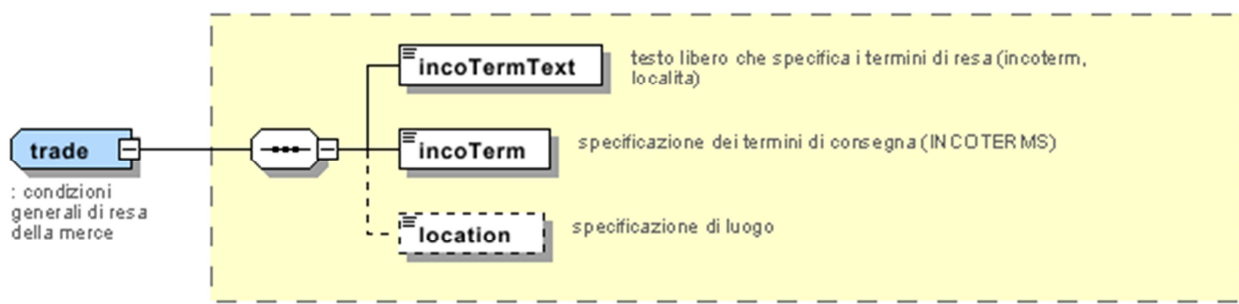 incoTermText
testo libero che specifica i termini di resa (incoterm,
localita)
trade
incoTerm
specificazione dei termini di consegna (INCOTERMS)
: condizioni
generali di resa
della merce
location
specificazione di luogo